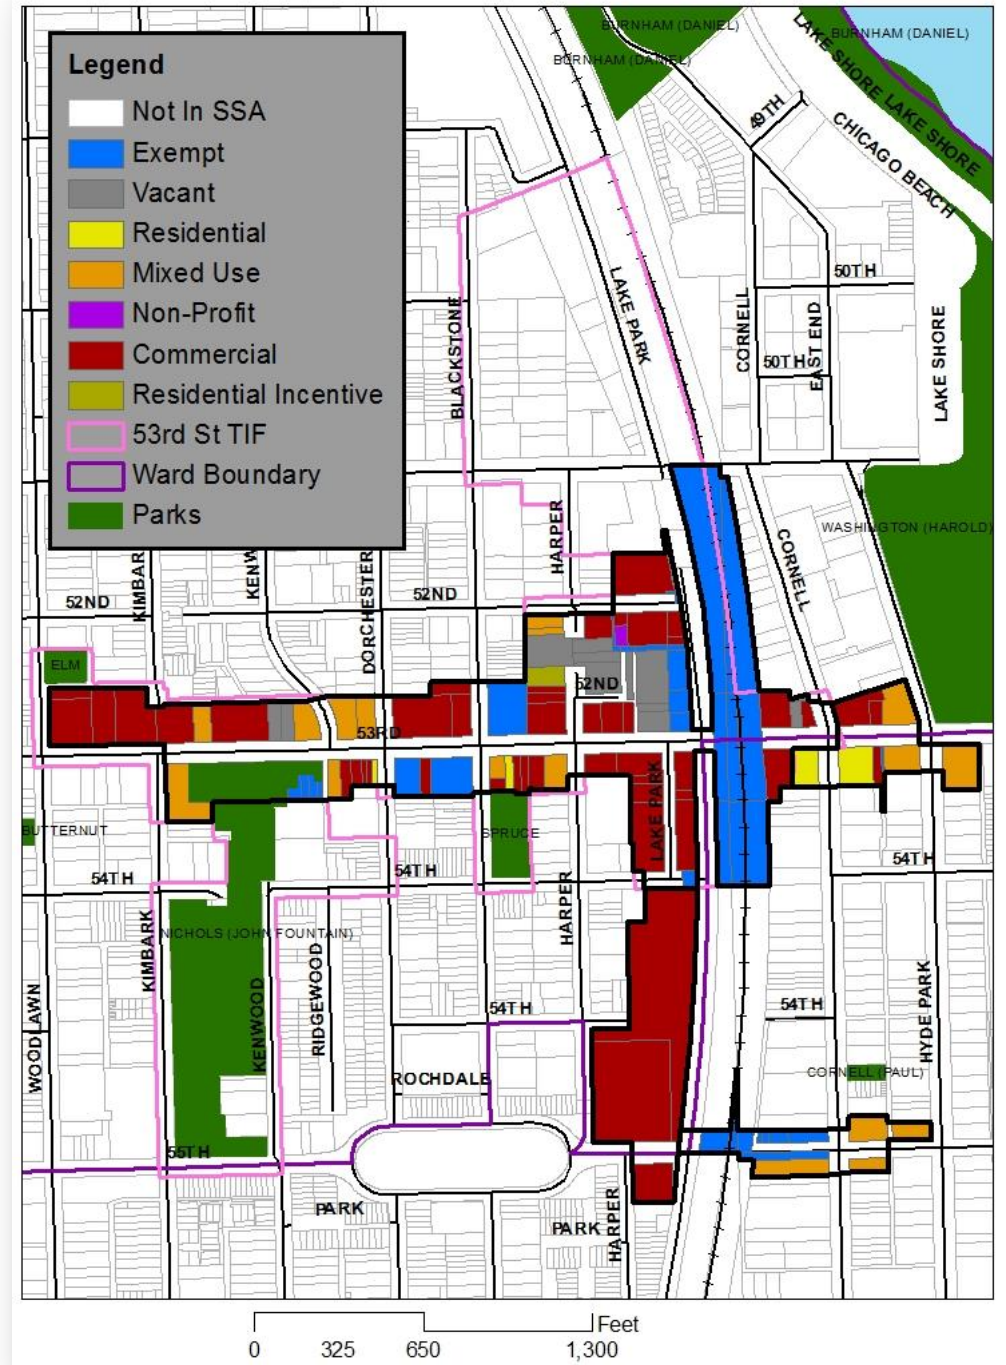 BURNHAM (DANIEL)
BURNHAM (DANIEL)
BURNHAM (DANIEL)
LAKE SHORE
LAKE SHORE
49TH
CHICAGO BEACH
Legend
Not In SSA
Exempt
Vacant
Residential
Mixed Use
Non-Profit
Commercial
Residential Incentive
53rd St TIF
Ward Boundary
Parks
50TH
LAKE PARK
BLACKSTONE
CORNELL
50TH
EAST END
LAKE SHORE
WASHINGTON (HAROLD)
HARPER
CORNELL
KIMBAR
KENW
DORCHESTER
52ND
52ND
ELM
52ND
53RD
BUTTERNUT
SPRUCE
LAKE PARK
54TH
54TH
54TH
HARPER
KIMBARK
NICHOLS (JOHN FOUNTAIN)
RIDGEWOOD
KENWOOD
WOODLAWN
54TH
54TH
HYDE PARK
ROCHDALE
CORNELL (PAUL)
55TH
PARK
PARK
HARPER
Feet
0 325 650 1,300